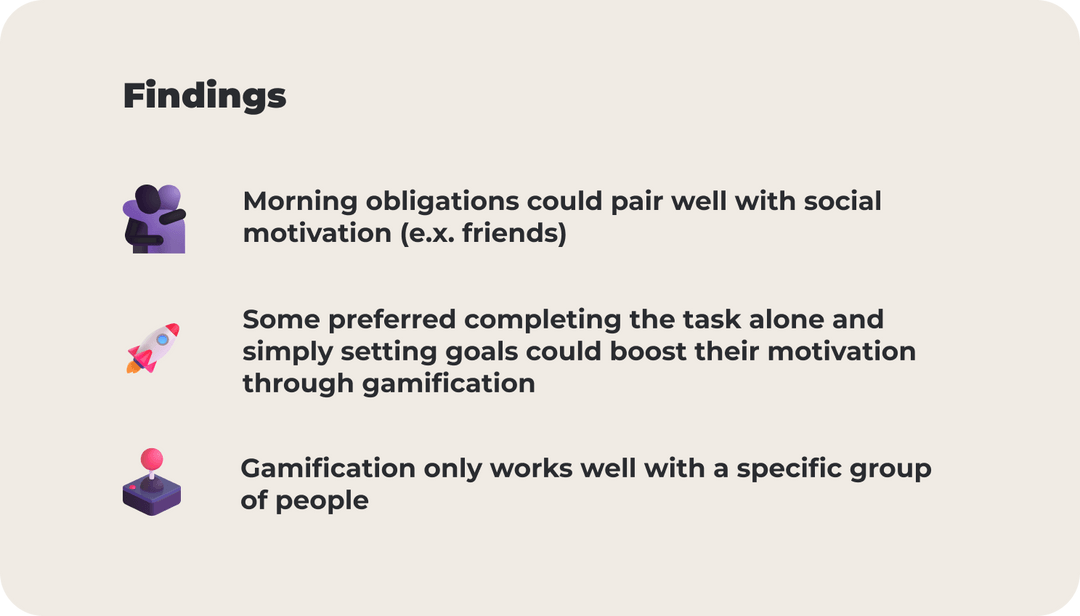 Findings
Morning obligations could pair well with social
motivation (e.x. friends)
Some preferred completing the task alone and
simply setting goals could boost their motivation
through gamification
Gamification only works well with a specific group
of people